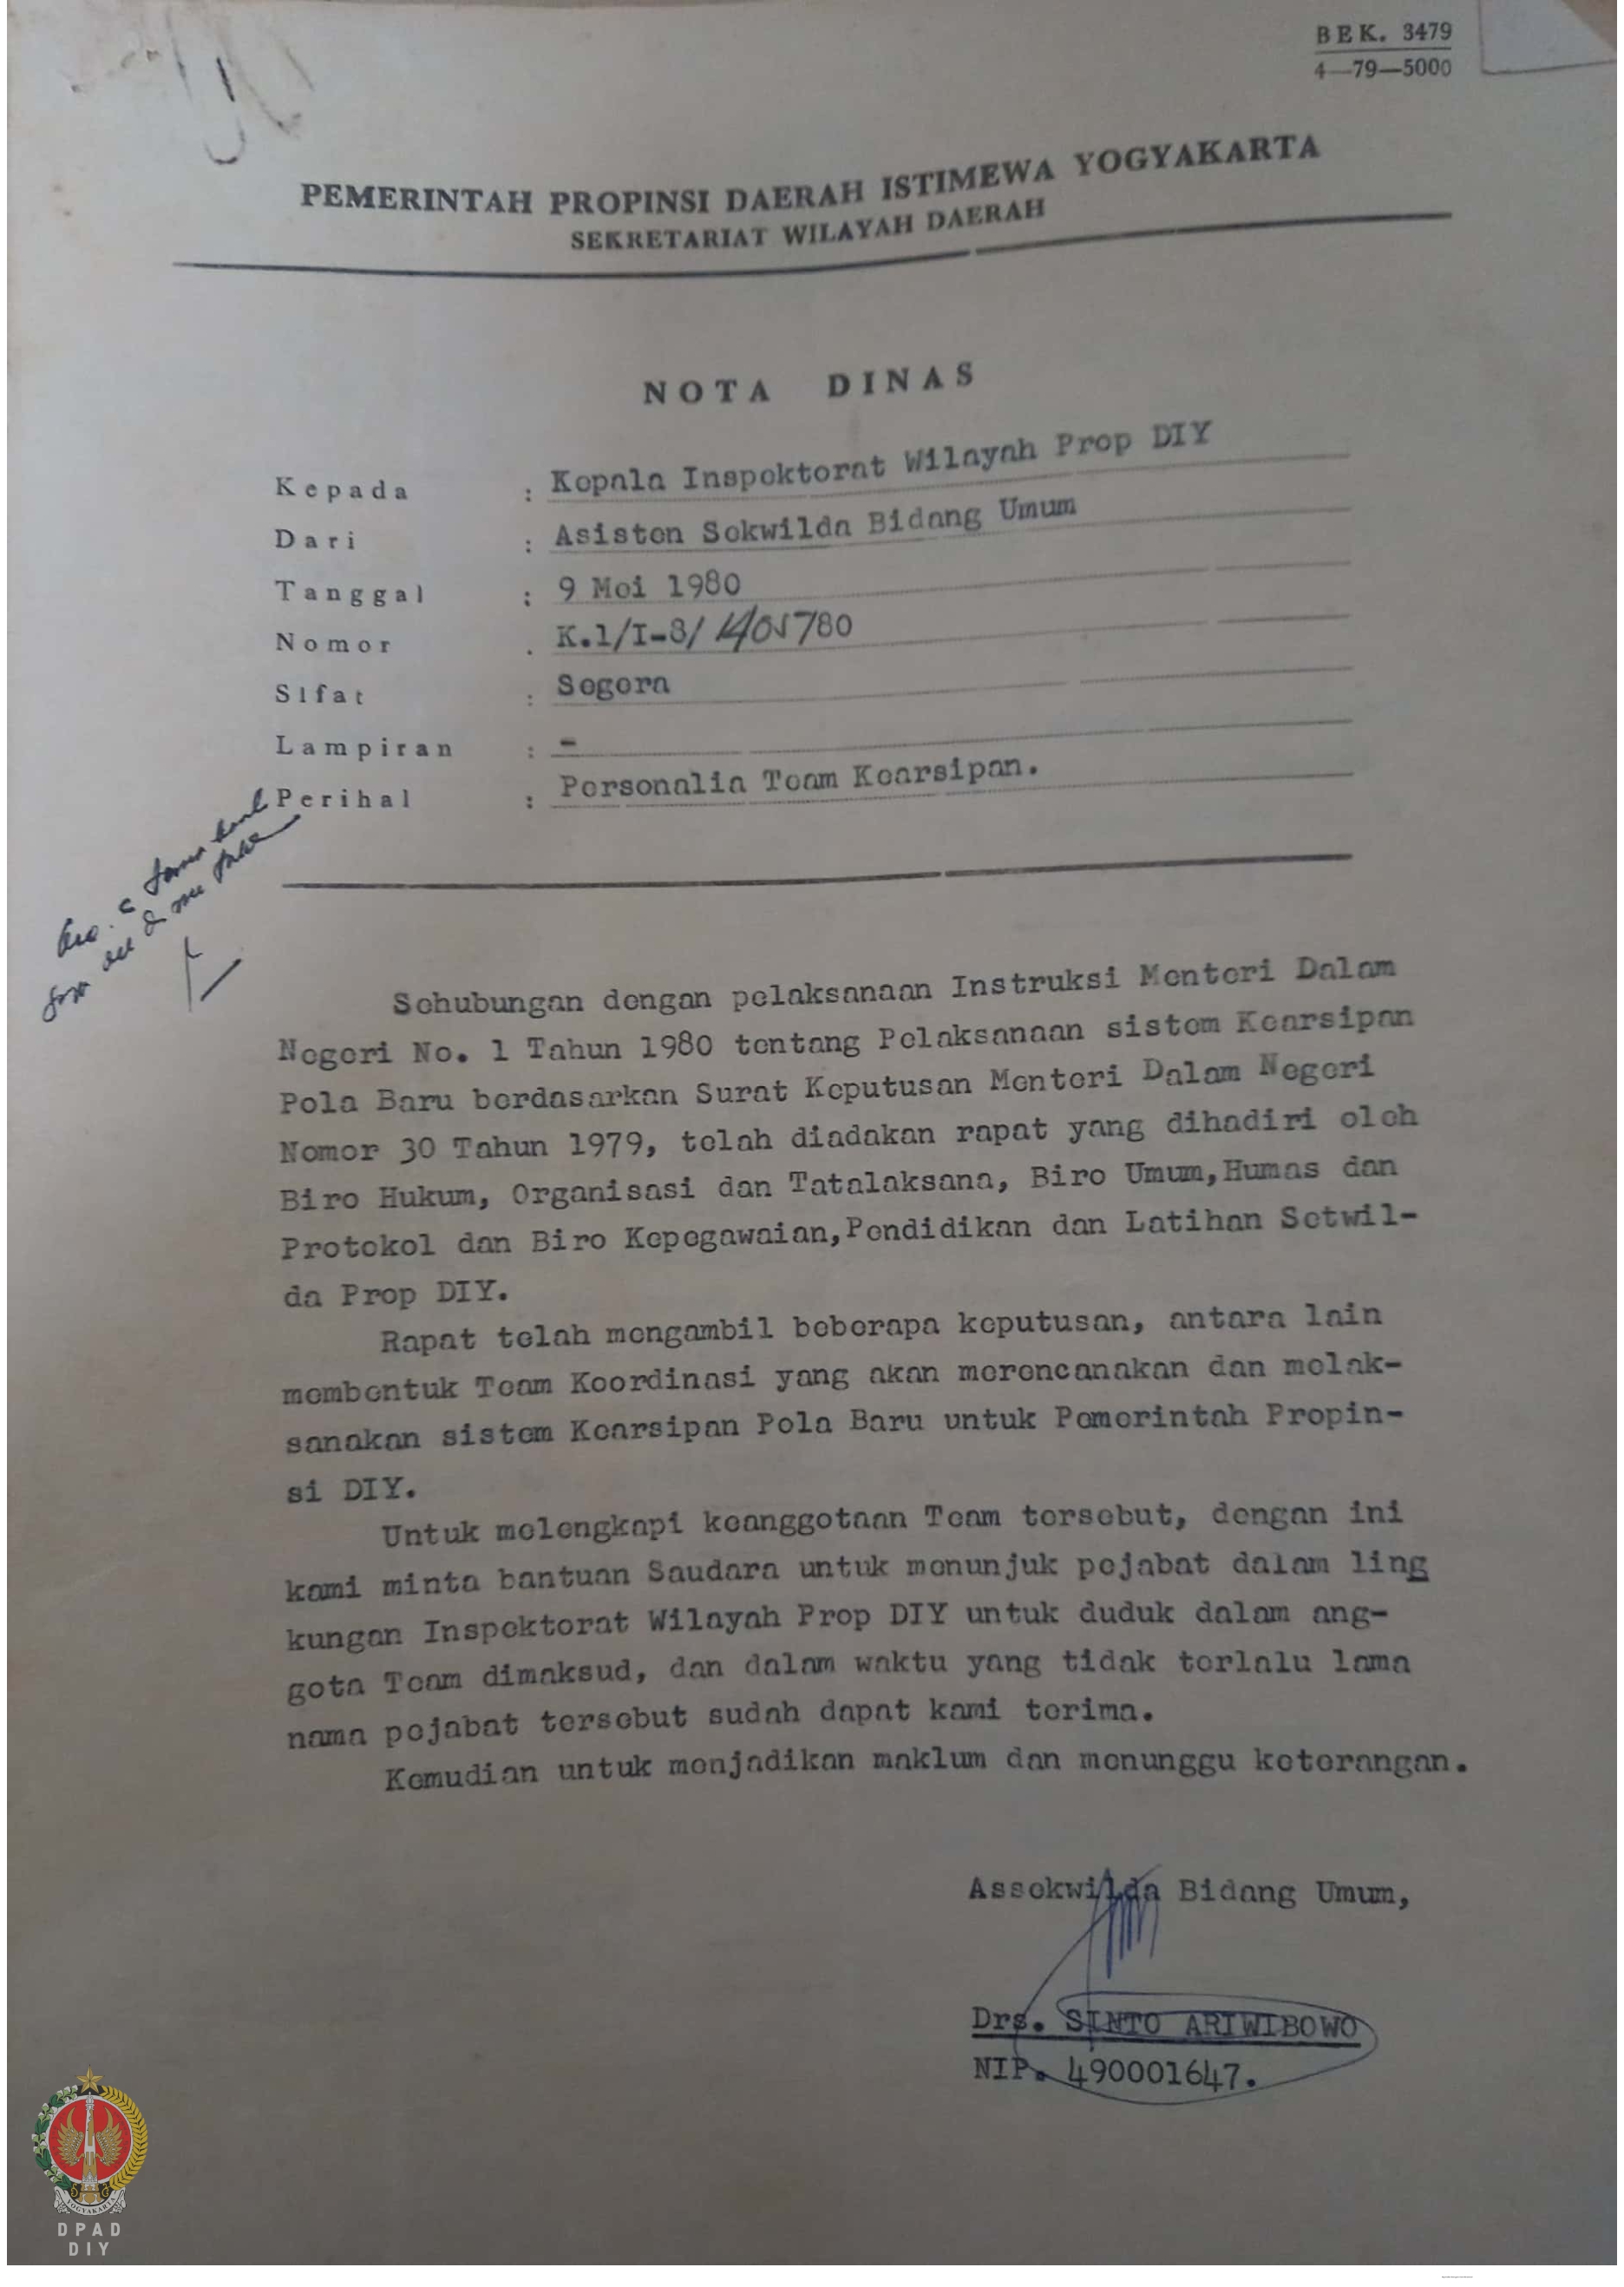 BEK. 3479
4—79—5000
PEMERINTAH PROPINSI DAERAH ISTIMEWA YOGYAKARTA
SEKRETARIAT WILAYAH DAERAH
NOTA DINAS
Kepada : Kepala Inspektorat Wilayah Prop DIY
Dari : Asisten Sekwilda Bidang Umum
Tanggal : 9 Mei 1980
Nomor . K.1/I-8/ 1405/80
Sifat : Segera
Lampiran : -
Perihal : Personalia Team Kearsipan.
Sehubungan dengan pelaksanaan Instruksi Menteri Dalam
Negeri No. 1 Tahun 1980 tentang Pelaksanaan sistem Kearsipan
Pola Baru berdasarkan Surat Keputusan Menteri Dalam Negeri
Nomor 30 Tahun 1979, telah diadakan rapat yang dihadiri oleh
Biro Hukum, Organisasi dan Tatalaksana, Biro Umum,Humas dan
Protokol dan Biro Kepegawaian,Pendidikan dan Latihan Setwil-
da Prop DIY.
Rapat telah mengambil beberapa keputusan, antara lain
membentuk Team Koordinasi yang akan merencanakan dan melak-
sanakan sistem Kearsipan Pola Baru untuk Pemerintah Propin-
si DIY.
Untuk melengkapi keanggotaan Team tersebut, dengan ini
kami minta bantuan Saudara untuk menunjuk pejabat dalam ling
kungan Inspektorat Wilayah Prop DIY untuk duduk dalam ang-
gota Team dimaksud, dan dalam waktu yang tidak terlalu lama
nama pejabat tersebut sudah dapat kami terima.
Kemudian untuk menjadikan maklum dan menunggu keterangan.
Assekwilda Bidang Umum,
Drs. SINTO ARIWIBOWO
NIP. 490001647.
YOGYAKARTA
DPAD
DIY